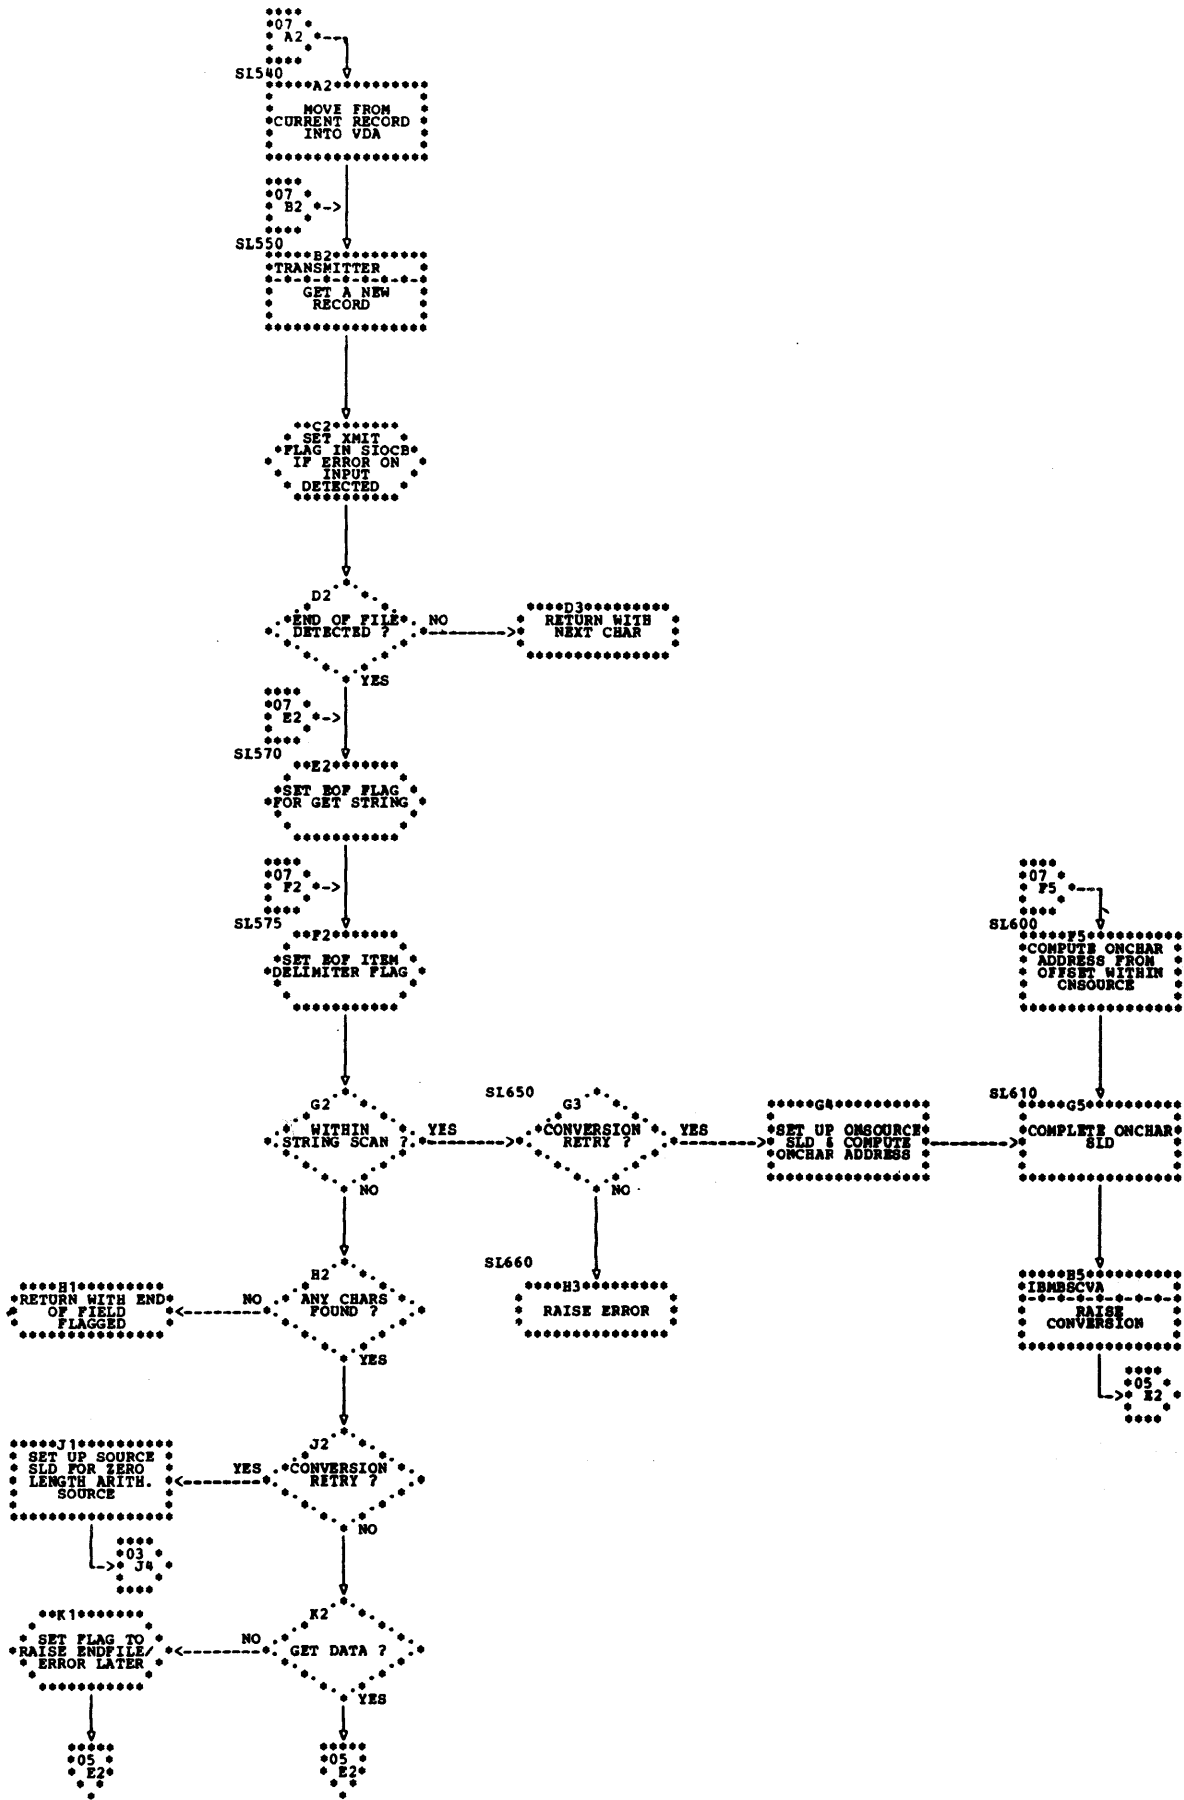 07
A2
SL540
A2
MOVE FROM
CURRENT RECORD
INTO VDA
07
B2
SL550
B2
TRANSMITTER
GET A NEW
RECORD
C2
SET XMIT
FLAG IN SIOCB
IF ERROR ON
INPUT
DETECTED
D2
END OF FILE
DETECTED ?
NO
D3
RETURN WITH
NEXT CHAR
YES
07
E2
SL570
E2
SET EOF FLAG
FOR GET STRING
07
F2
SL575
F2
SET EOF ITEM
DELIMITER FLAG
07
F5
SL600
F5
COMPUTE ONCHAR
ADDRESS FROM
OFFSET WITHIN
ONSOURCE
G2
WITHIN
STRING SCAN ?
YES
NO
SL650
G3
CONVERSION
RETRY ?
YES
NO
G4
SET UP ONSOURCE
SLD & COMPUTE
ONCHAR ADDRESS
SL610
G5
COMPLETE ONCHAR
SLD
H1
RETURN WITH END
OF FIELD
FLAGGED
NO
H2
ANY CHARS
FOUND ?
YES
SL660
H3
RAISE ERROR
H5
IBMBSCVA
RAISE
CONVERSION
05
E2
J1
SET UP SOURCE
SLD FOR ZERO
LENGTH ARITH.
SOURCE
YES
J2
CONVERSION
RETRY ?
NO
03
J4
K1
SET FLAG TO
RAISE ENDFILE/
ERROR LATER
NO
K2
GET DATA ?
YES
05
E2
05
E2